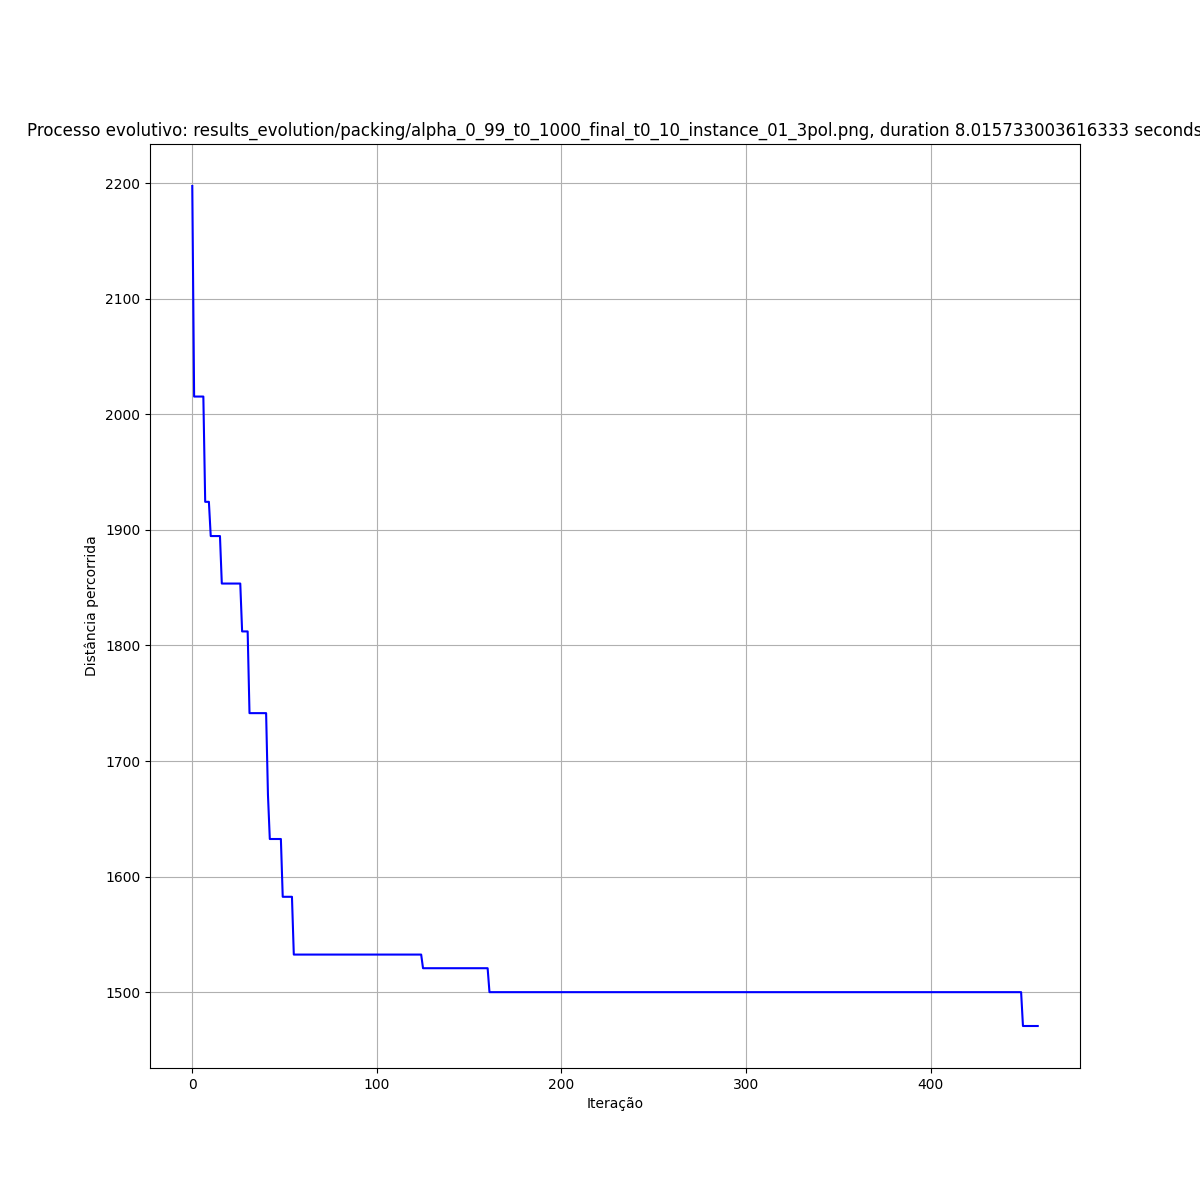 Processo evolutivo: results_evolution/packing/alpha_0_99_t0_1000_final_t0_10_instance_01_3pol.png, duration 8.015733003616333 seconds
2200
2100
2000
1900
1800
1700
1600
1500
Distância percorrida
0 100 200 300 400
Iteração